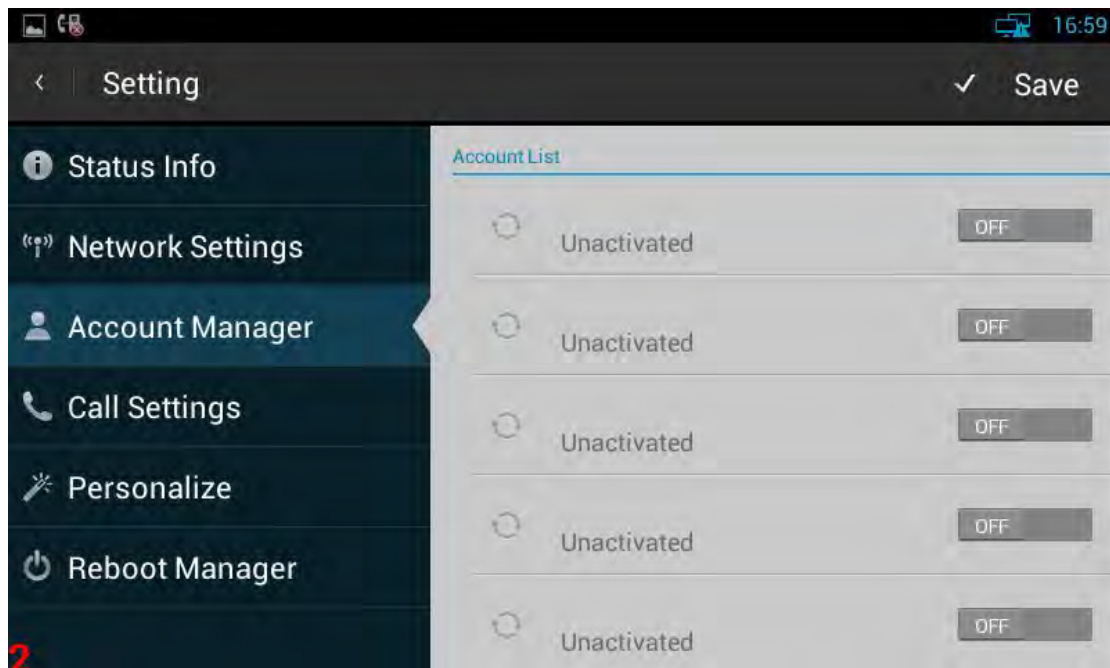 16:59
Setting
Save
Status Info
Network Settings
Account Manager
Call Settings
Personalize
Reboot Manager
2
Account List
Unactivated
OFF
Unactivated
OFF
Unactivated
OFF
Unactivated
OFF
Unactivated
OFF